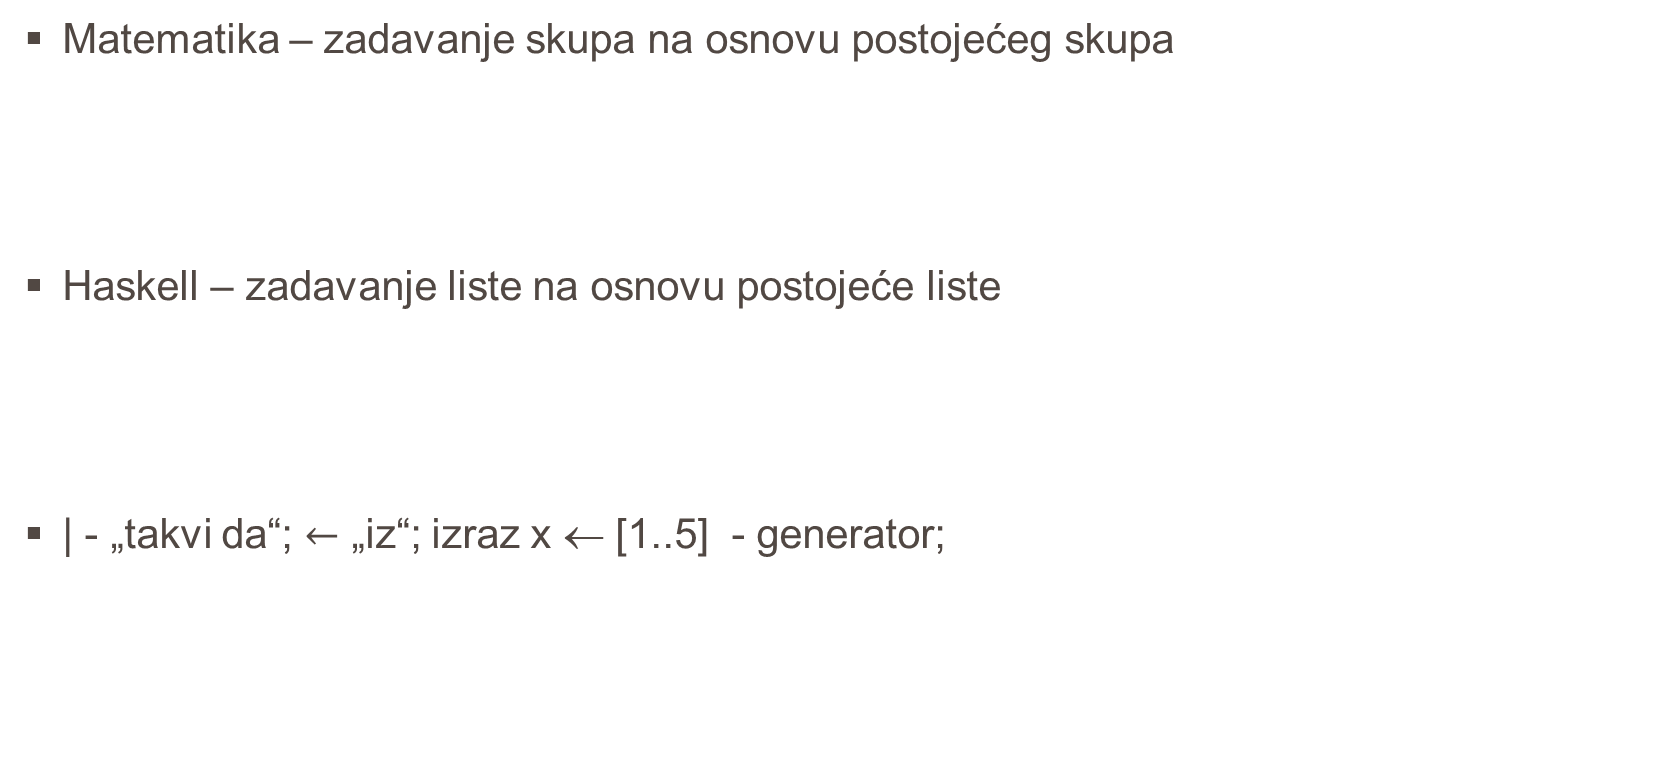 ▪ Matematika – zadavanje skupa na osnovu postojećeg skupa
▪ Haskell – zadavanje liste na osnovu postojeće liste
▪ | - „takvi da“; ← „iz“; izraz x ← [1..5] - generator;